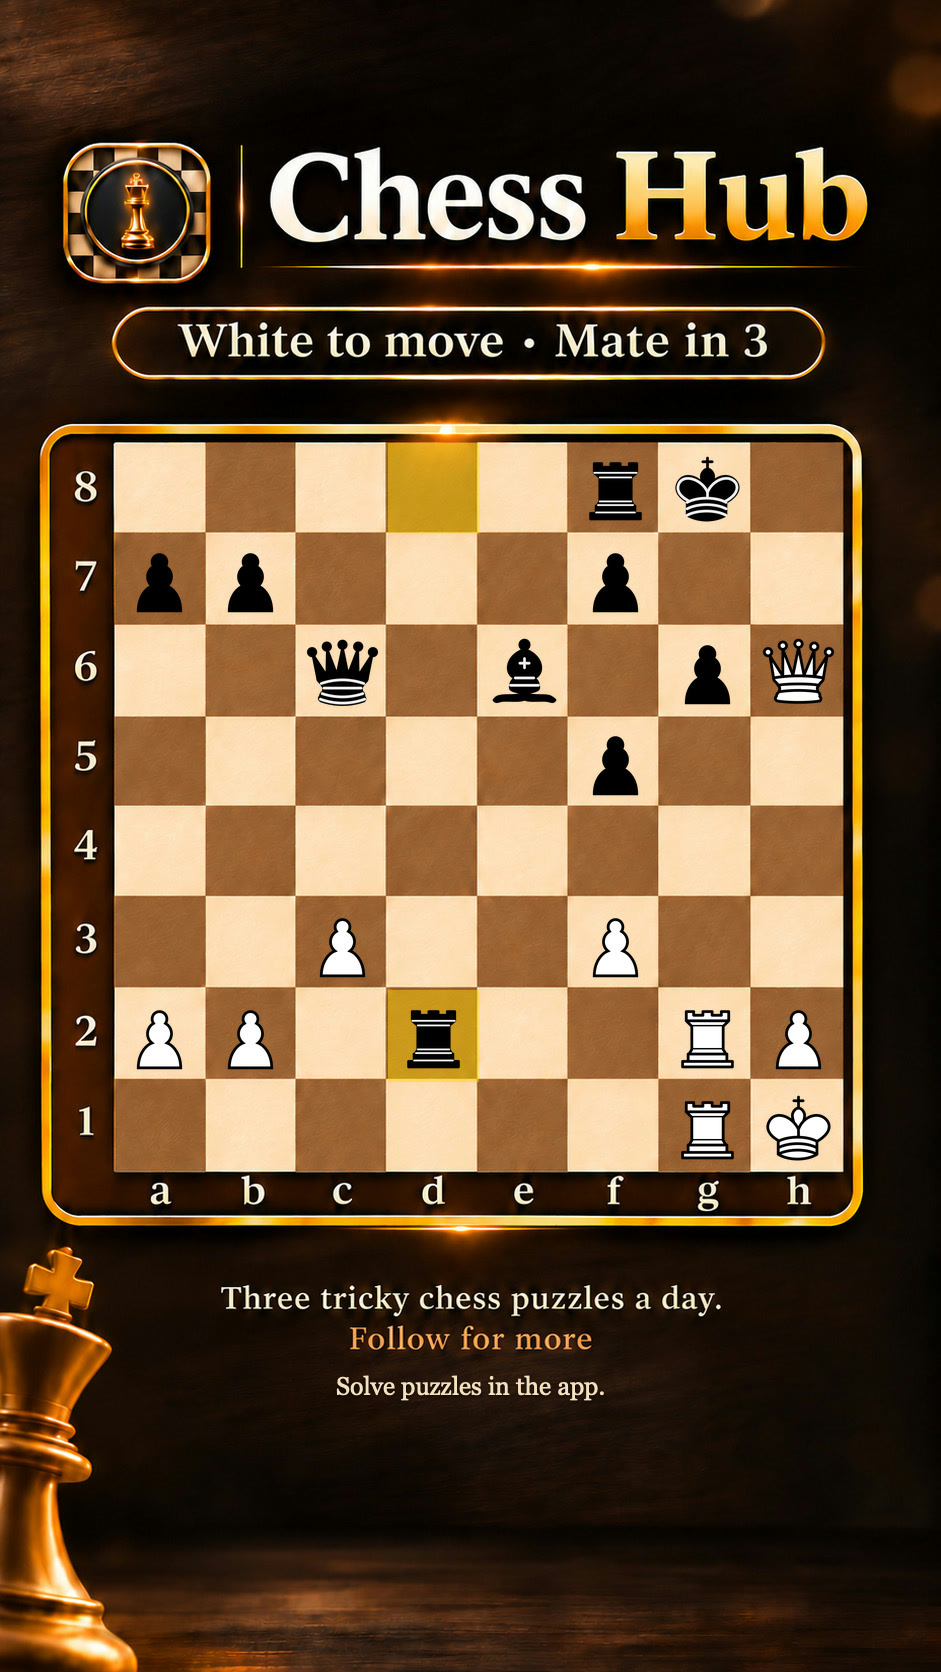 Chess Hub
White to move • Mate in 3
8
7
6
5
4
3
2
1
a b c d e f g h
Three tricky chess puzzles a day.
Follow for more
Solve puzzles in the app.